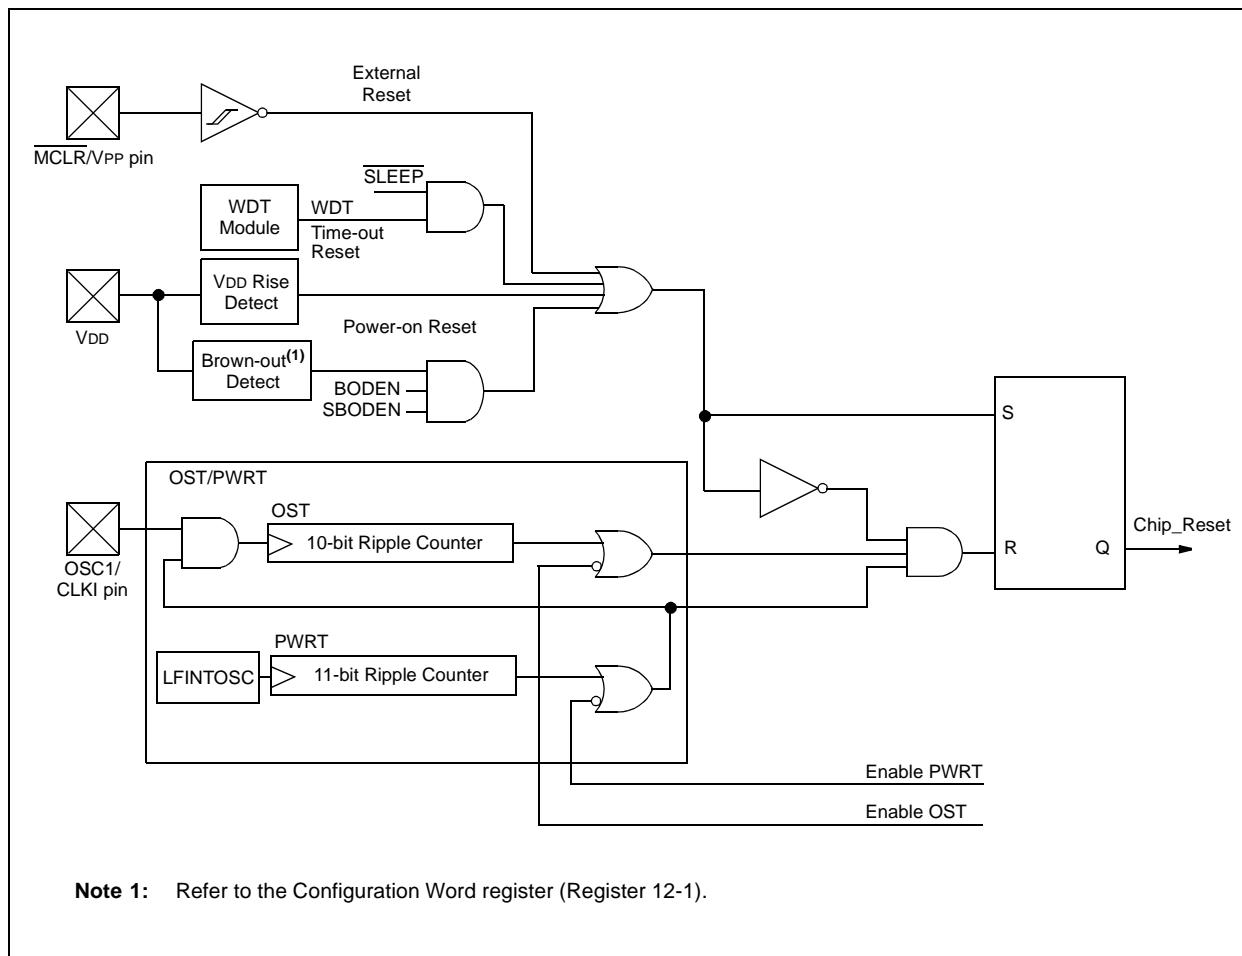 External
Reset
MCLR/VPP pin
SLEEP
WDT
Module
WDT
Time-out
Reset
VDD Rise
Detect
VDD
Power-on Reset
Brown-out(1)
Detect
BODEN
SBODEN
S
OST/PWRT
OST
10-bit Ripple Counter
OSC1/
CLKI pin
R
Q
Chip_Reset
PWRT
LFINTOSC
11-bit Ripple Counter
Enable PWRT
Enable OST
Note 1: Refer to the Configuration Word register (Register 12-1).